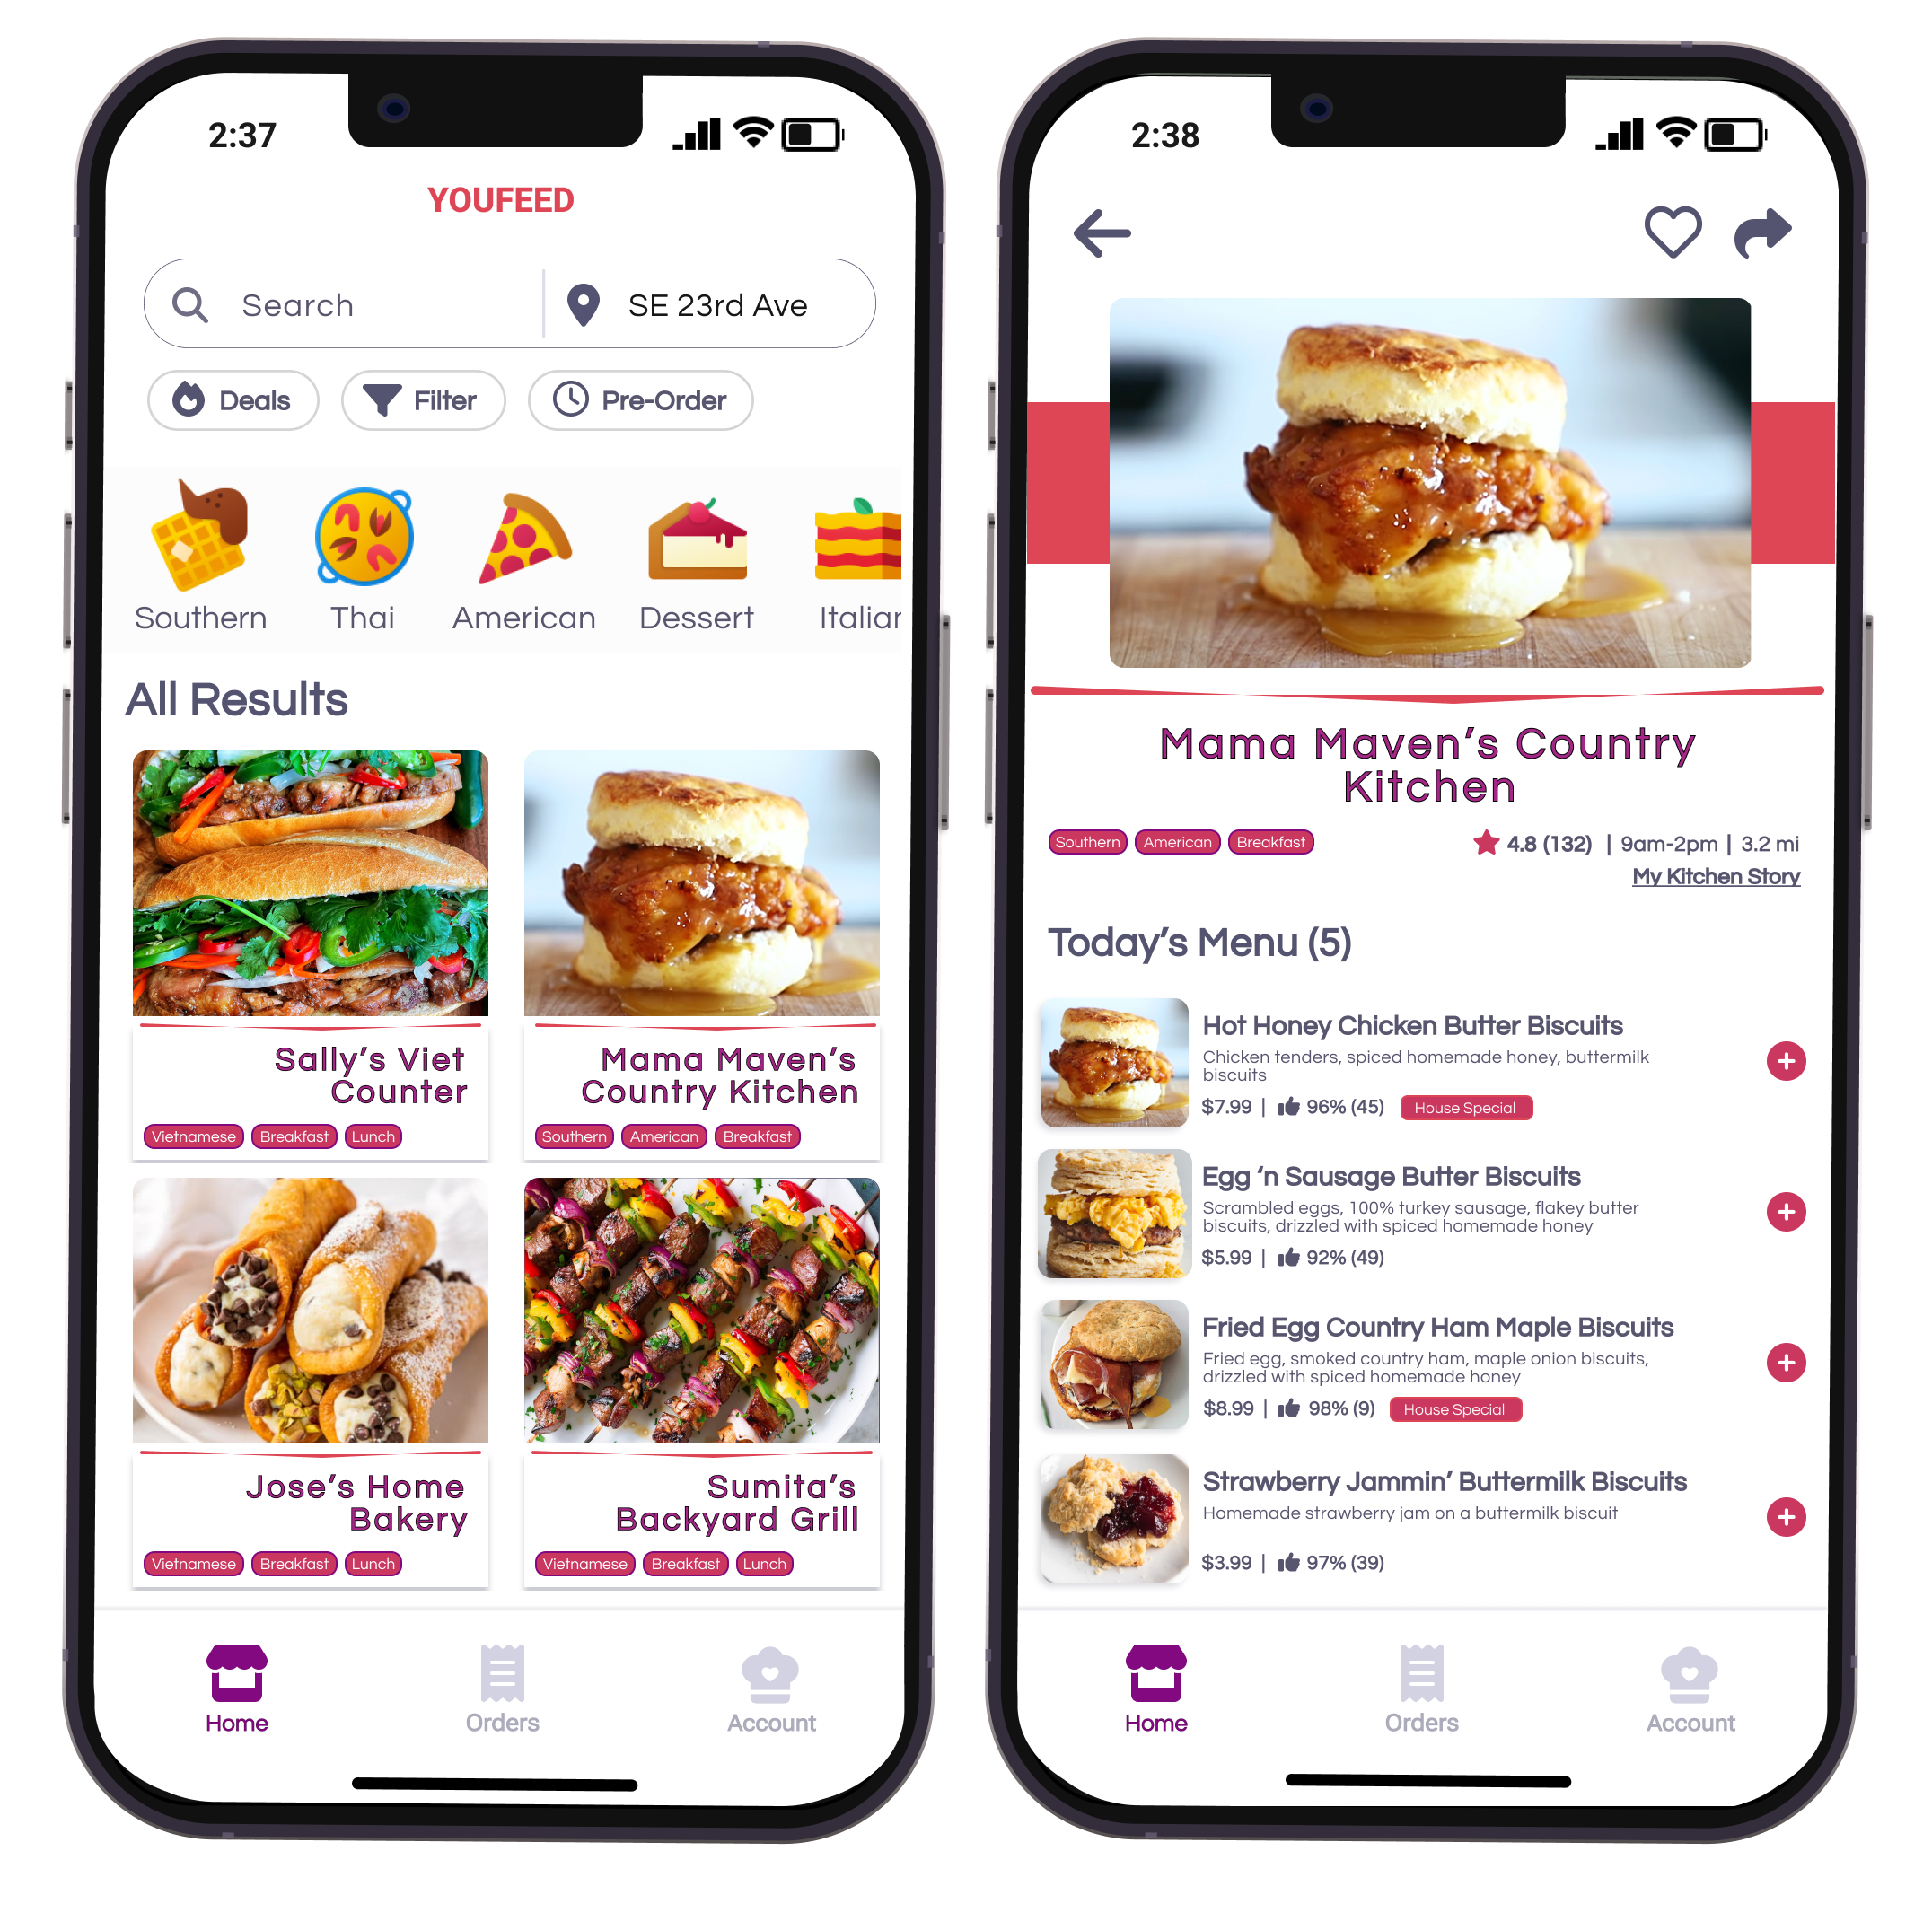 2:37
YOUFEED
Search
SE 23rd Ave
Deals
Filter
Pre-Order
Southern
Thai
American
Dessert
Italian
All Results
Sally's Viet
Counter
Vietnamese Breakfast Lunch
Mama Maven's
Country Kitchen
Southern American Breakfast
Jose's Home
Bakery
Vietnamese Breakfast Lunch
Sumita's
Backyard Grill
Vietnamese Breakfast Lunch
Home
Orders
Account
2:38
Mama Maven's Country
Kitchen
Southern American Breakfast
4.8 (132) | 9am-2pm | 3.2 mi
My Kitchen Story
Today's Menu (5)
Hot Honey Chicken Butter Biscuits
Chicken tenders, spiced homemade honey, buttermilk
biscuits
$7.99 | 96% (45) House Special
Egg 'n Sausage Butter Biscuits
Scrambled eggs, 100% turkey sausage, flakey butter
biscuits, drizzled with spiced homemade honey
$5.99 | 92% (49)
Fried Egg Country Ham Maple Biscuits
Fried egg, smoked country ham, maple onion biscuits,
drizzled with spiced homemade honey
$8.99 | 98% (9) House Special
Strawberry Jammin' Buttermilk Biscuits
Homemade strawberry jam on a buttermilk biscuit
$3.99 | 97% (39)
Home
Orders
Account